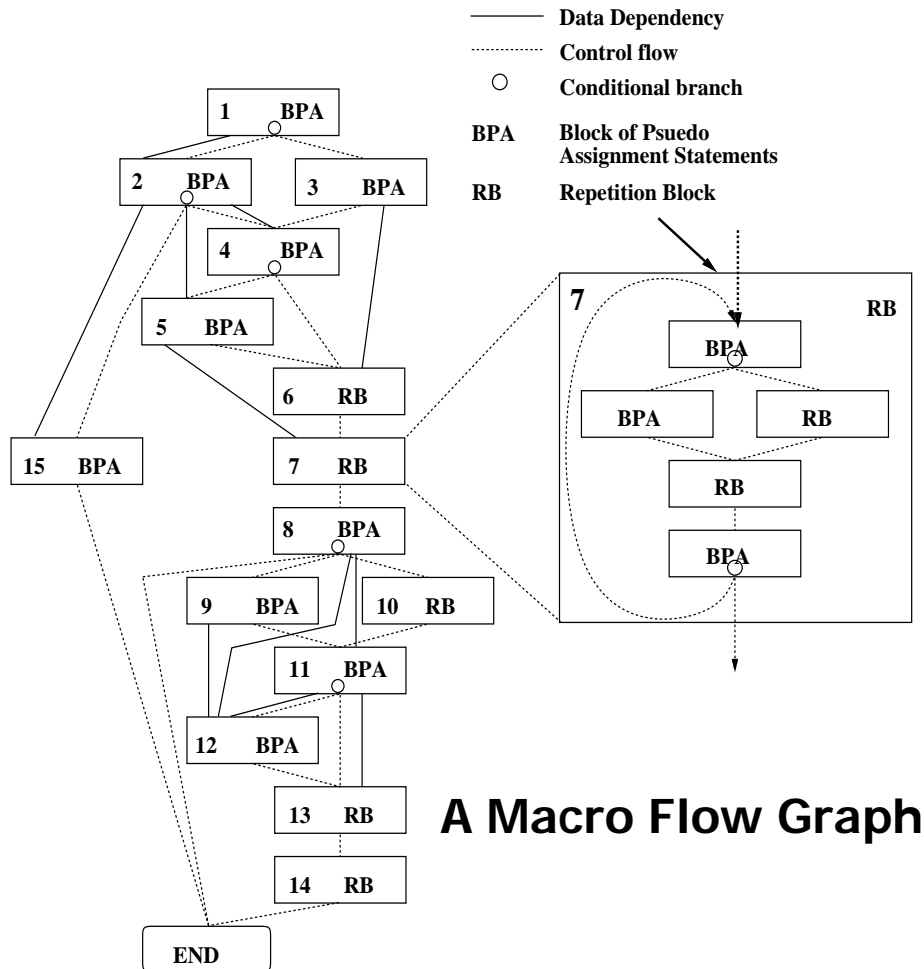 Data Dependency
Control flow
Conditional branch
BPA Block of Psuedo
Assignment Statements
RB Repetition Block
1 BPA
2 BPA
3 BPA
4 BPA
5 BPA
6 RB
15 BPA
7 RB
8 BPA
9 BPA
10 RB
11 BPA
12 BPA
13 RB
14 RB
END
7
RB
BPA
BPA
RB
RB
BPA
A Macro Flow Graph